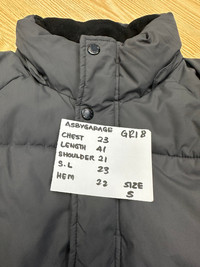 ASBYGARAGE GR18
CHEST 23
LENGTH 41
SHOULDER 21
S.L 23
HEM 22 SIZE
S